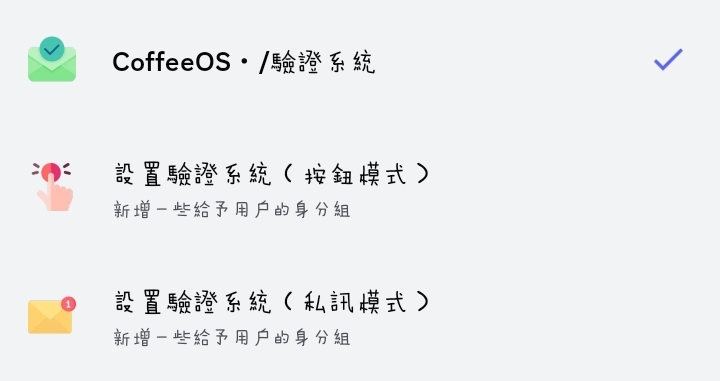 CoffeeOS・/驗證系統
設置驗證系統（按鈕模式）
新增一些給予用戶的身分組
1
設置驗證系統（私訊模式）
新增一些給予用戶的身分組